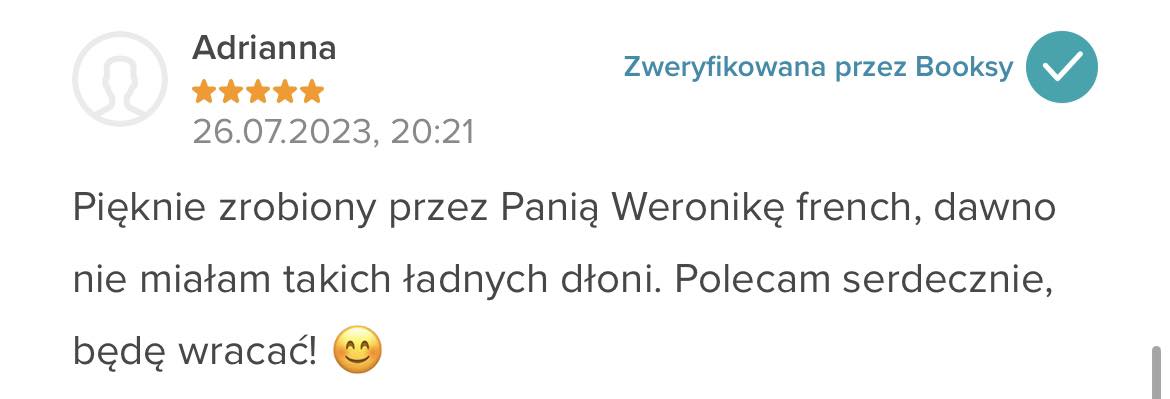 Adrianna
Zweryfikowana przez Booksy
26.07.2023, 20:21
Pięknie zrobiony przez Panią Weronikę french, dawno
nie miałam takich ładnych dłoni. Polecam serdecznie,
będę wracać! 😊